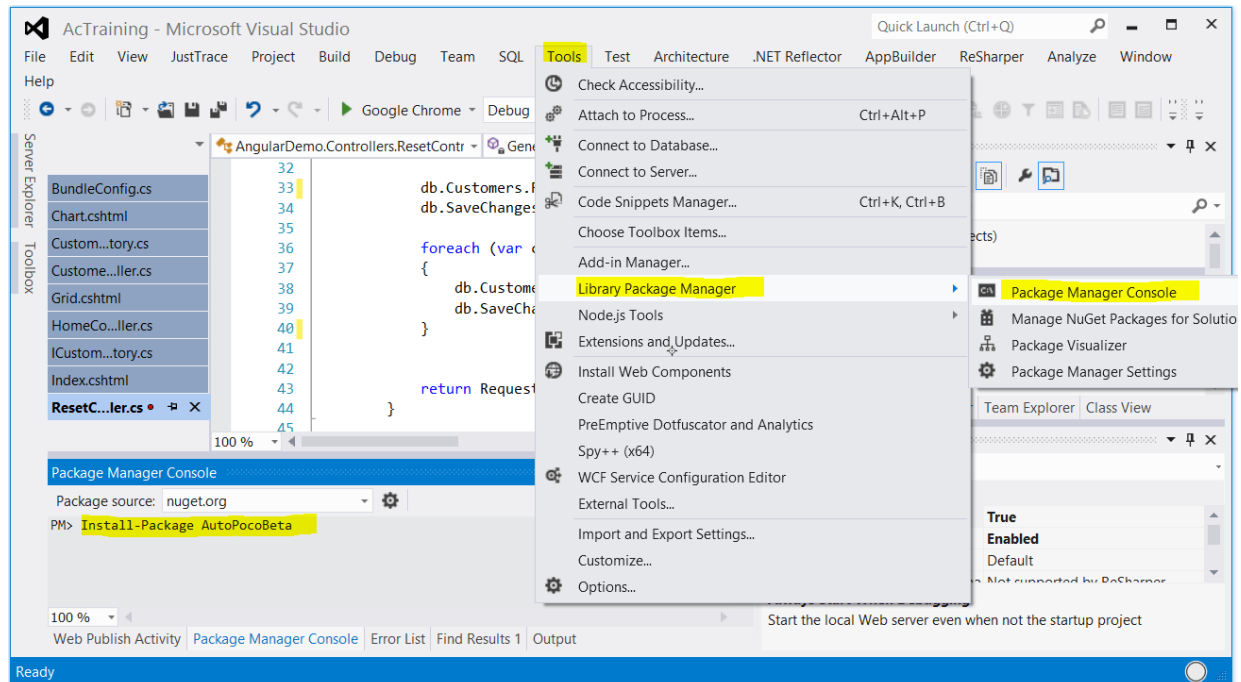 AcTraining - Microsoft Visual Studio
Quick Launch (Ctrl+Q)
File Edit View JustTrace Project Build Debug Team SQL Tools Test Architecture .NET Reflector AppBuilder ReSharper Analyze Window
Help
Google Chrome Debug
Server Explorer
Toolbox
BundleConfig.cs
Chart.cshtml
Custom...tory.cs
Custome...ller.cs
Grid.cshtml
HomeCo...ller.cs
ICustom...tory.cs
Index.cshtml
ResetC...ler.cs
AngularDemo.Controllers.ResetContr
32
33 db.Customers.
34 db.SaveChanges
35
36 foreach (var
37 {
38 db.Custome
39 db.SaveCha
40 }
41
42
43 return Request
44 }
45
100 %
Check Accessibility...
Attach to Process... Ctrl+Alt+P
Connect to Database...
Connect to Server...
Code Snippets Manager... Ctrl+K, Ctrl+B
Choose Toolbox Items...
Add-in Manager...
Library Package Manager
Node.js Tools
Extensions and Updates...
Install Web Components
Create GUID
PreEmptive Dotfuscator and Analytics
Spy++ (x64)
WCF Service Configuration Editor
External Tools...
Import and Export Settings...
Customize...
Options...
Package Manager Console
Manage NuGet Packages for Solutio
Package Visualizer
Package Manager Settings
Team Explorer Class View
Package Manager Console
Package source: nuget.org
PM> Install-Package AutoPocoBeta
100 %
Web Publish Activity Package Manager Console Error List Find Results 1 Output
True
Enabled
Default
Not supported by ReSharper
Always Start When Debugging
Start the local Web server even when not the startup project
Ready